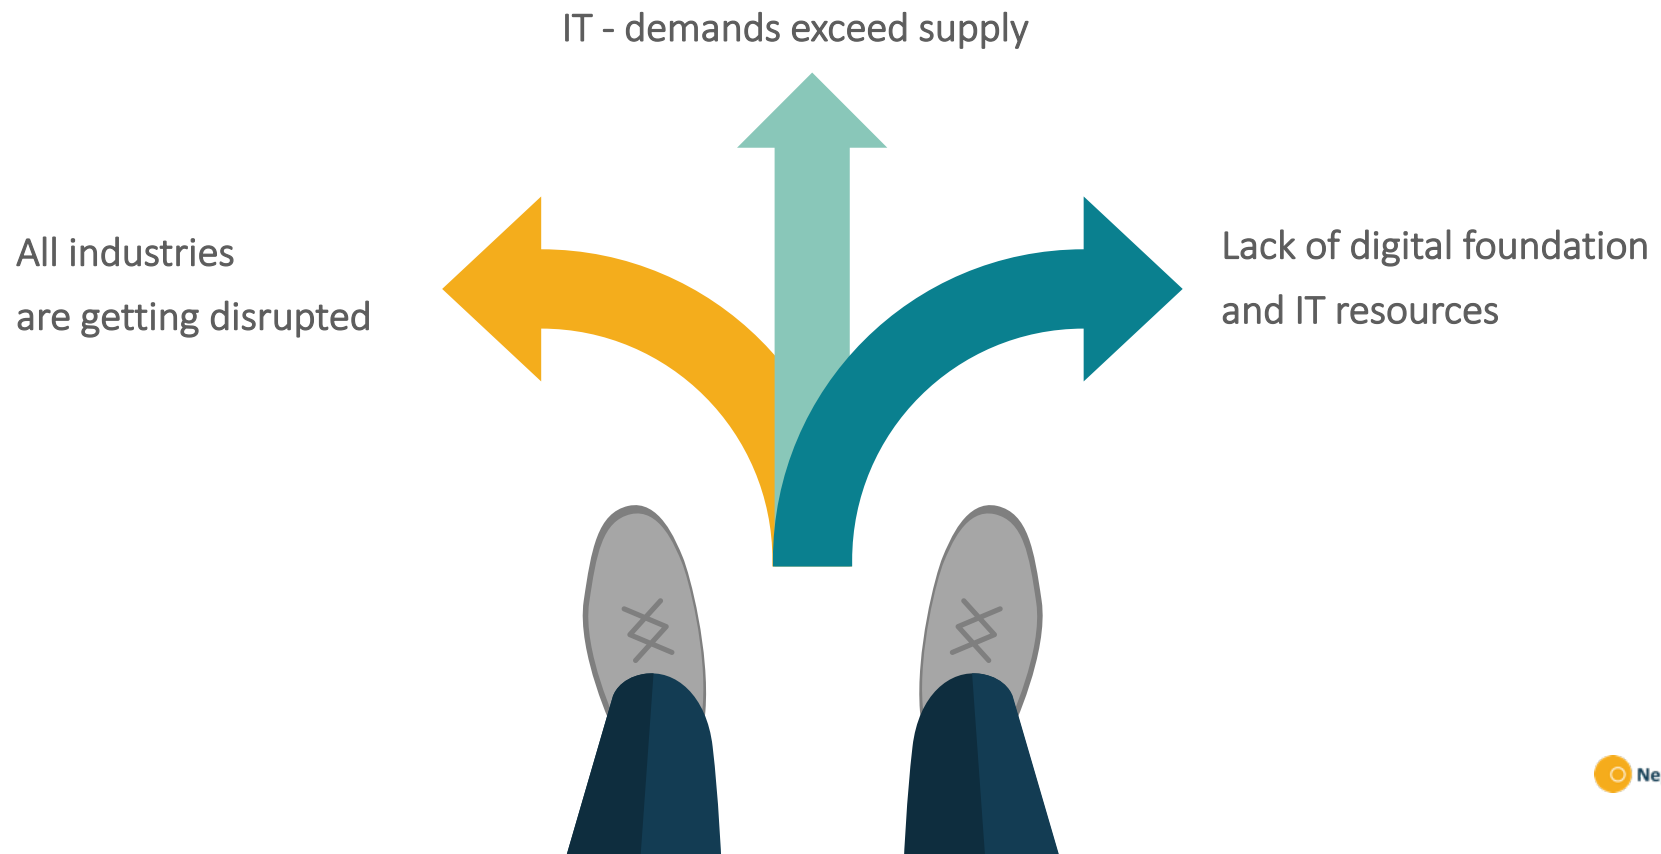 IT - demands exceed supply
All industries
are getting disrupted
Lack of digital foundation
and IT resources
Ne